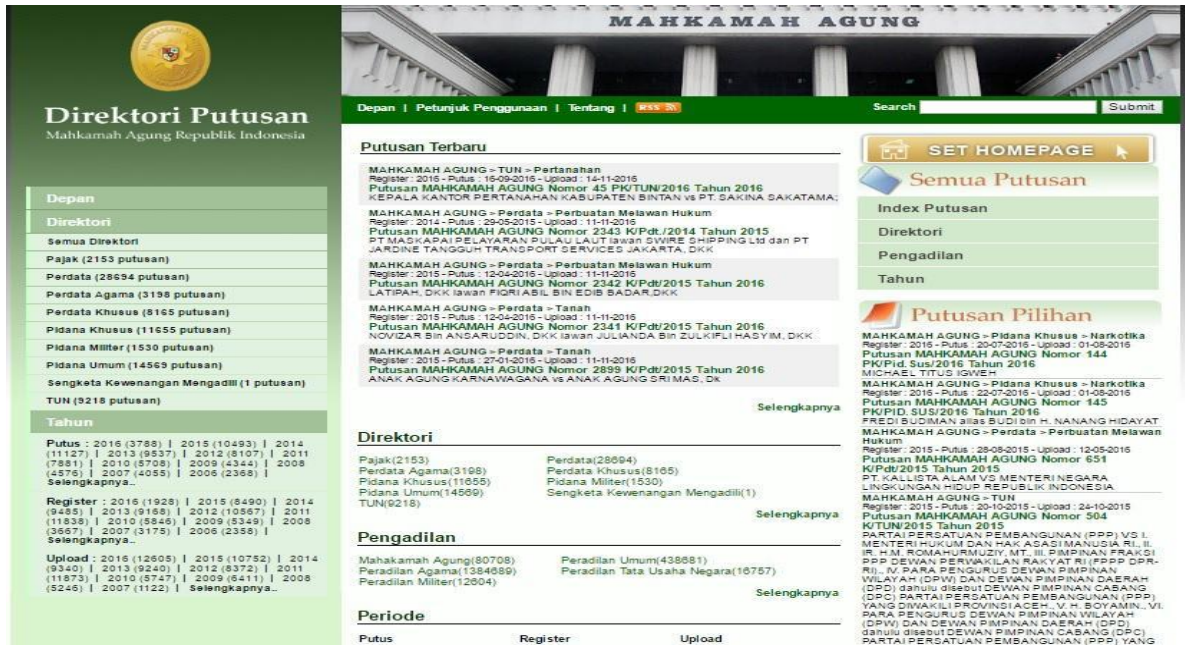 MAHKAMAH AGUNG
Direktori Putusan
Mahkamah Agung Republik Indonesia
Depan | Petunjuk Penggunaan | Tentang | RSS
Search
Submit
Depan
Direktori
Semua Direktori
Pajak (2153 putusan)
Perdata (28694 putusan)
Perdata Agama (3198 putusan)
Perdata Khusus (8165 putusan)
Pidana Khusus (11655 putusan)
Pidana Militer (1530 putusan)
Pidana Umum (14569 putusan)
Sengketa Kewenangan Mengadili (1 putusan)
TUN (9218 putusan)
Tahun
Putus : 2016 (3788) | 2015 (10493) | 2014
(11127) | 2013 (9537) | 2012 (8107) | 2011
(7881) | 2010 (5708) | 2009 (4344) | 2008
(4576) | 2007 (4055) | 2006 (2368) |
Selengkapnya..
Register : 2016 (1928) | 2015 (8490) | 2014
(9485) | 2013 (9168) | 2012 (10567) | 2011
(11838) | 2010 (5846) | 2009 (5349) | 2008
(3667) | 2007 (3175) | 2006 (2358) |
Selengkapnya..
Upload : 2016 (12605) | 2015 (10752) | 2014
(9340) | 2013 (9240) | 2012 (8372) | 2011
(11873) | 2010 (5747) | 2009 (6411) | 2008
(5246) | 2007 (1122) | Selengkapnya..
Putusan Terbaru
MAHKAMAH AGUNG > TUN > Pertanahan
Register : 2016 - Putus : 16-09-2016 - Upload : 14-11-2016
Putusan MAHKAMAH AGUNG Nomor 45 PK/TUN/2016 Tahun 2016
KEPALA KANTOR PERTANAHAN KABUPATEN BINTAN vs PT. SAKINA SAKATAMA;
MAHKAMAH AGUNG > Perdata > Perbuatan Melawan Hukum
Register : 2014 - Putus : 29-05-2015 - Upload : 11-11-2016
Putusan MAHKAMAH AGUNG Nomor 2343 K/Pdt./2014 Tahun 2015
PT MASKAPAI PELAYARAN PULAU LAUT lawan SWIRE SHIPPING Ltd dan PT
JARDINE TANGGUH TRANSPORT SERVICES JAKARTA, DKK
MAHKAMAH AGUNG > Perdata > Perbuatan Melawan Hukum
Register : 2015 - Putus : 12-04-2016 - Upload : 11-11-2016
Putusan MAHKAMAH AGUNG Nomor 2342 K/Pdt/2015 Tahun 2016
LATIPAH, DKK lawan FIQRI ABIL BIN EDIB BADAR,DKK
MAHKAMAH AGUNG > Perdata > Tanah
Register : 2015 - Putus : 12-04-2016 - Upload : 11-11-2016
Putusan MAHKAMAH AGUNG Nomor 2341 K/Pdt/2015 Tahun 2016
NOVIZAR Bin ANSARUDDIN, DKK lawan JULIANDA Bin ZULKIFLI HASYIM, DKK
MAHKAMAH AGUNG > Perdata > Tanah
Register : 2015 - Putus : 27-01-2016 - Upload : 11-11-2016
Putusan MAHKAMAH AGUNG Nomor 2899 K/Pdt/2015 Tahun 2016
ANAK AGUNG KARNAWAGANA vs ANAK AGUNG SRI MAS, Dk
Selengkapnya
Direktori
Pajak(2153) Perdata(28694)
Perdata Agama(3198) Perdata Khusus(8165)
Pidana Khusus(11655) Pidana Militer(1530)
Pidana Umum(14569) Sengketa Kewenangan Mengadili(1)
TUN(9218)
Selengkapnya
Pengadilan
Mahakamah Agung(80708) Peradilan Umum(438681)
Peradilan Agama(1384689) Peradilan Tata Usaha Negara(16757)
Peradilan Militer(12604)
Selengkapnya
Periode
Putus Register Upload
SET HOMEPAGE
Semua Putusan
Index Putusan
Direktori
Pengadilan
Tahun
Putusan Pilihan
MAHKAMAH AGUNG > Pidana Khusus > Narkotika
Register : 2016 - Putus : 20-07-2016 - Upload : 01-08-2016
Putusan MAHKAMAH AGUNG Nomor 144
PK/Pid.Sus/2016 Tahun 2016
MICHAEL TITUS IGWEH
MAHKAMAH AGUNG > Pidana Khusus > Narkotika
Register : 2016 - Putus : 22-07-2016 - Upload : 01-08-2016
Putusan MAHKAMAH AGUNG Nomor 145
PK/PID.SUS/2016 Tahun 2016
FREDI BUDIMAN alias BUDI bin H. NANANG HIDAYAT
MAHKAMAH AGUNG > Perdata > Perbuatan Melawan
Hukum
Register : 2015 - Putus : 28-08-2015 - Upload : 12-05-2016
Putusan MAHKAMAH AGUNG Nomor 651
K/Pdt/2015 Tahun 2015
PT. KALLISTA ALAM VS MENTERI NEGARA
LINGKUNGAN HIDUP REPUBLIK INDONESIA
MAHKAMAH AGUNG > TUN
Register : 2015 - Putus : 20-10-2015 - Upload : 24-10-2015
Putusan MAHKAMAH AGUNG Nomor 504
K/TUN/2015 Tahun 2015
PARTAI PERSATUAN PEMBANGUNAN (PPP) VS I.
MENTERI HUKUM DAN HAK ASASI MANUSIA RI., II.
IR. H.M. ROMAHURMUZIY, MT., III. PIMPINAN FRAKSI
PPP DEWAN PERWAKILAN RAKYAT RI (FPPP DPR-
RI)., IV. PARA PENGURUS DEWAN PIMPINAN
WILAYAH (DPW) DAN DEWAN PIMPINAN DAERAH
(DPD) dahulu disebut DEWAN PIMPINAN CABANG
(DPC) PARTAI PERSATUAN PEMBANGUNAN (PPP)
YANG DIWAKILI PROVINSI ACEH., V. H. BOYAMIN., VI.
PARA PENGURUS DEWAN PIMPINAN WILAYAH
(DPW) DAN DEWAN PIMPINAN DAERAH (DPD)
dahulu disebut DEWAN PIMPINAN CABANG (DPC)
PARTAI PERSATUAN PEMBANGUNAN (PPP) YANG